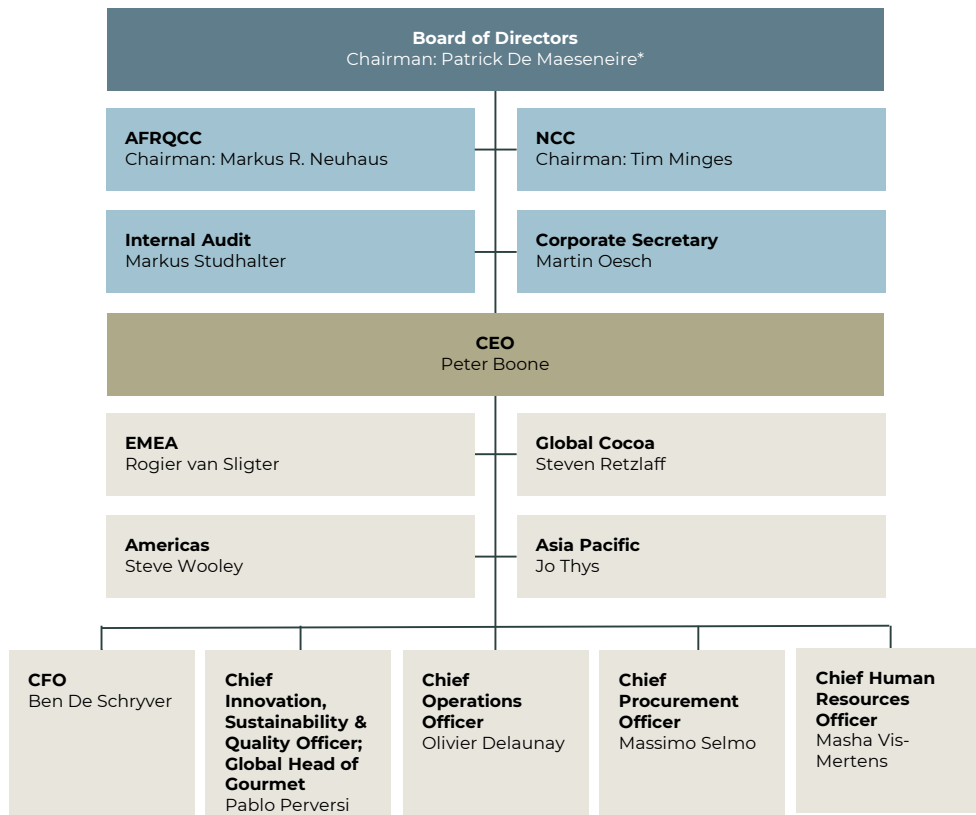 Board of Directors
Chairman: Patrick De Maeseneire*
AFRQCC
Chairman: Markus R. Neuhaus
NCC
Chairman: Tim Minges
Internal Audit
Markus Studhalter
Corporate Secretary
Martin Oesch
CEO
Peter Boone
EMEA
Rogier van Sligter
Global Cocoa
Steven Retzlaff
Americas
Steve Wooley
Asia Pacific
Jo Thys
CFO
Ben De Schryver
Chief
Innovation,
Sustainability &
Quality Officer;
Global Head of
Gourmet
Pablo Perversi
Chief
Operations
Officer
Olivier Delaunay
Chief
Procurement
Officer
Massimo Selmo
Chief Human
Resources
Officer
Masha Vis-
Mertens